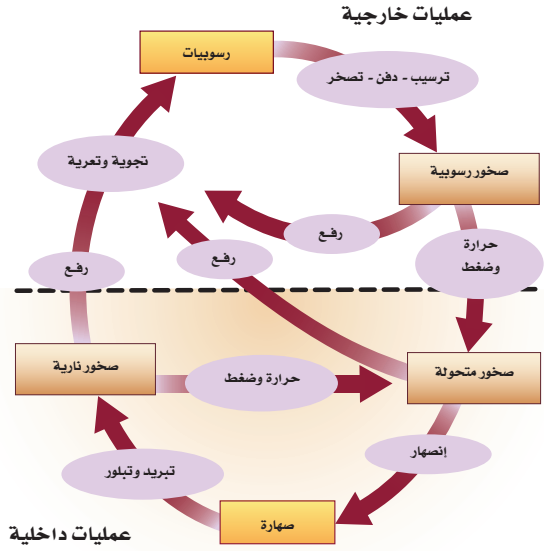 عمليات خارجية
رسوبيات
ترسيب - دفن - تصخر
تجوية وتعرية
صخور رسوبية
رفع
رفع
حرارة
وضغط
رفع
صخور نارية
حرارة وضغط
صخور متحولة
إنصهار
تبريد وتبلور
صهارة
عمليات داخلية